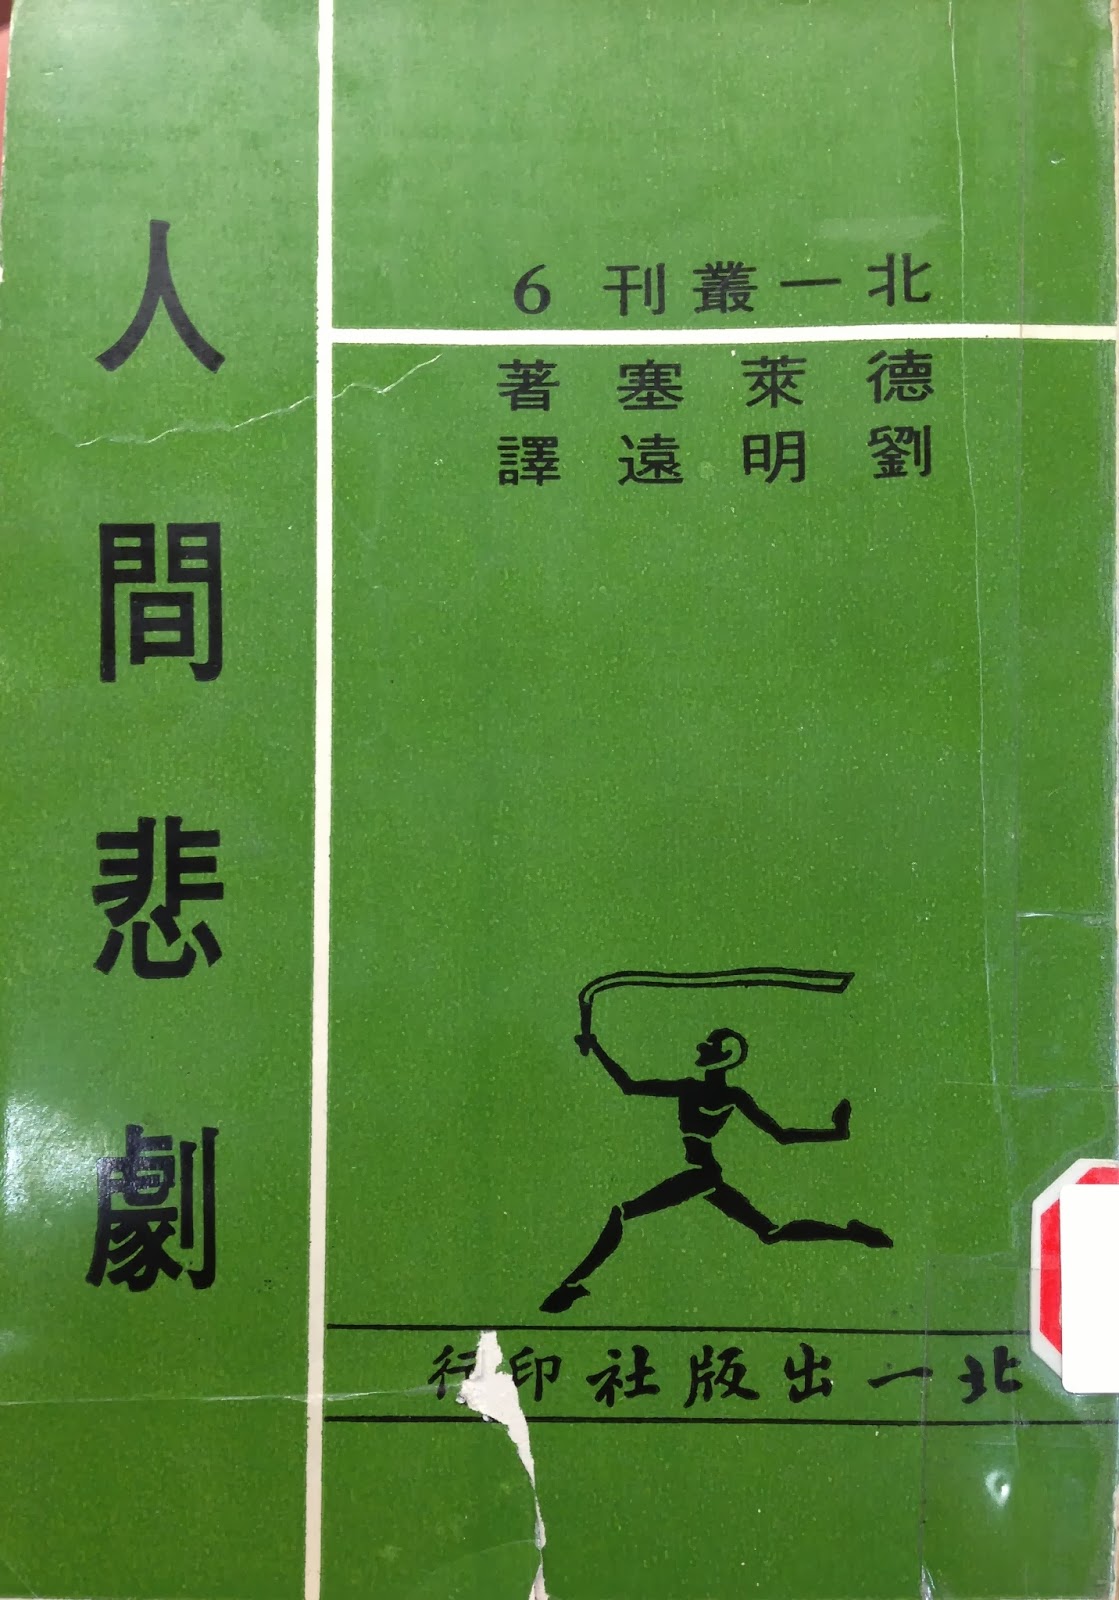 人間悲劇
北一叢刊 6
德萊塞著
劉明遠譯
北一出版社印行